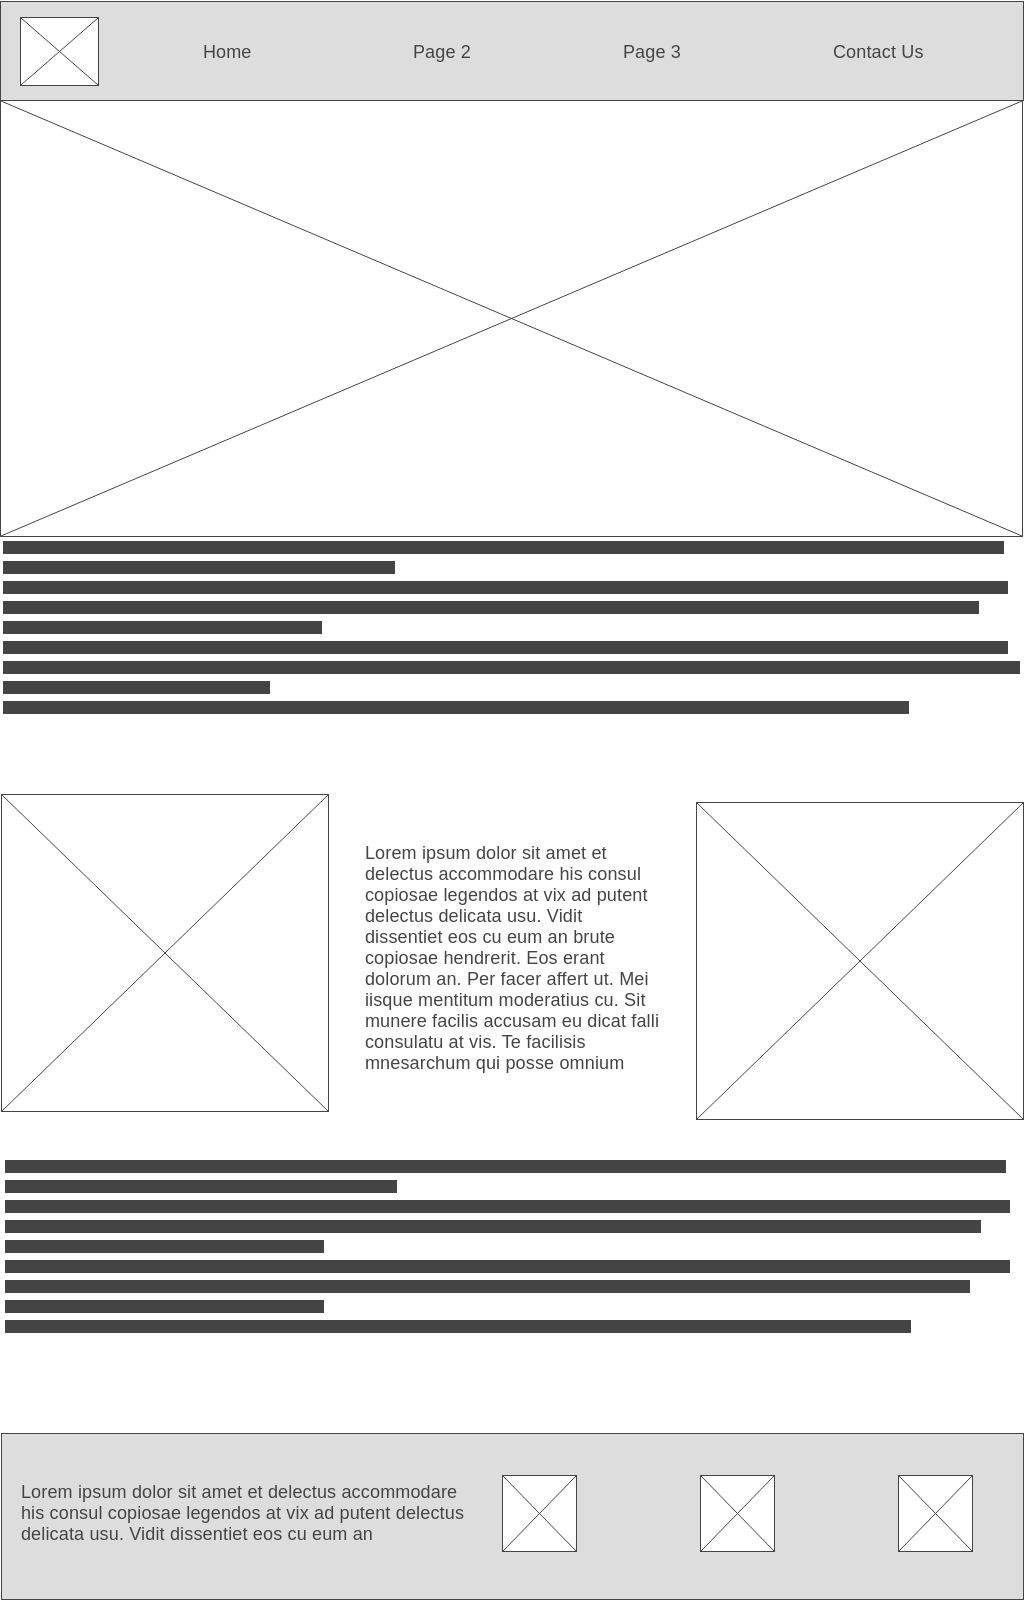 Home
Page 2
Page 3
Contact Us
Lorem ipsum dolor sit amet et
delectus accommodare his consul
copiosae legendos at vix ad putent
delectus delicata usu. Vidit
dissentiet eos cu eum an brute
copiosae hendrerit. Eos erant
dolorum an. Per facer affert ut. Mei
iisque mentitum moderatius cu. Sit
munere facilis accusam eu dicat falli
consulatu at vis. Te facilisis
mnesarchum qui posse omnium
Lorem ipsum dolor sit amet et delectus accommodare
his consul copiosae legendos at vix ad putent delectus
delicata usu. Vidit dissentiet eos cu eum an